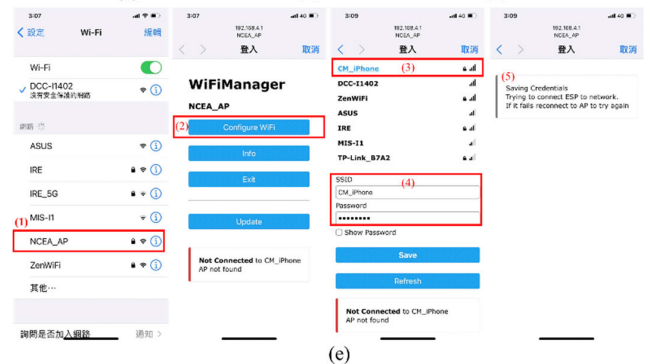 3:07
設定 Wi-Fi 編輯
Wi-Fi
DCC-I1402
沒有安全保護的網路
網路
ASUS
IRE
IRE_5G
MIS-I1
(1)
NCEA_AP
ZenWiFi
其他…
詢問是否加入網路 通知
3:07 4G
192.168.4.1
NCEA_AP
登入 取消
WiFiManager
NCEA_AP
(2)
Configure WiFi
Info
Exit
Update
Not Connected to CM_iPhone
AP not found
3:09 4G
192.168.4.1
NCEA_AP
登入 取消
CM_iPhone (3)
DCC-I1402
ZenWiFi
ASUS
IRE
MIS-I1
TP-Link_B7A2
SSID
(4)
CM_iPhone
Password
••••••••
Show Password
Save
Refresh
Not Connected to CM_iPhone
AP not found
3:09 4G
192.168.4.1
NCEA_AP
登入 取消
(5)
Saving Credentials
Trying to connect ESP to network.
If it fails reconnect to AP to try again
(e)